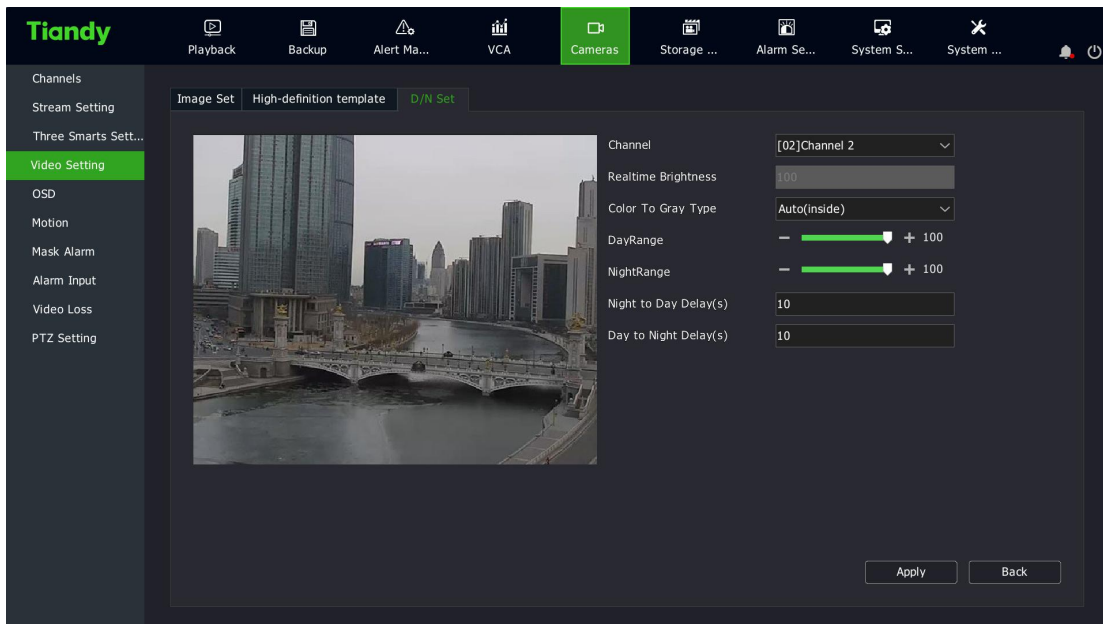 Tiandy
Playback
Backup
Alert Ma...
VCA
Cameras
Storage ...
Alarm Se...
System S...
System ...
Channels
Stream Setting
Three Smarts Sett...
Video Setting
OSD
Motion
Mask Alarm
Alarm Input
Video Loss
PTZ Setting
Image Set
High-definition template
D/N Set
Channel
[02]Channel 2
Realtime Brightness
100
Color To Gray Type
Auto(inside)
DayRange
100
NightRange
100
Night to Day Delay(s)
10
Day to Night Delay(s)
10
Apply
Back